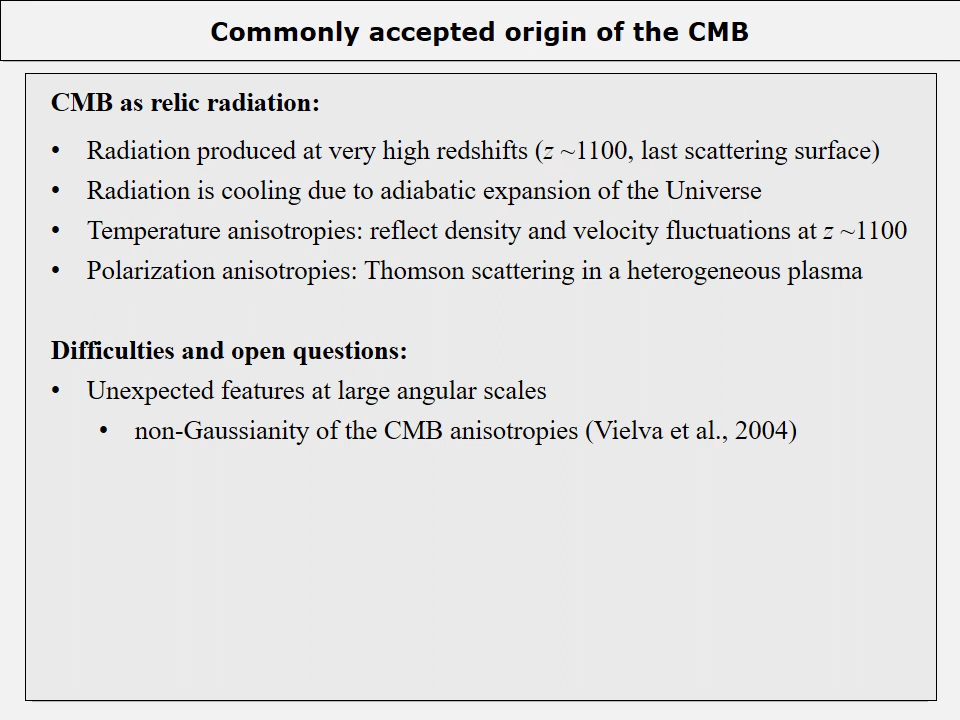 Commonly accepted origin of the CMB
CMB as relic radiation:
• Radiation produced at very high redshifts (z ~1100, last scattering surface)
• Radiation is cooling due to adiabatic expansion of the Universe
• Temperature anisotropies: reflect density and velocity fluctuations at z ~1100
• Polarization anisotropies: Thomson scattering in a heterogeneous plasma
Difficulties and open questions:
• Unexpected features at large angular scales
• non-Gaussianity of the CMB anisotropies (Vielva et al., 2004)